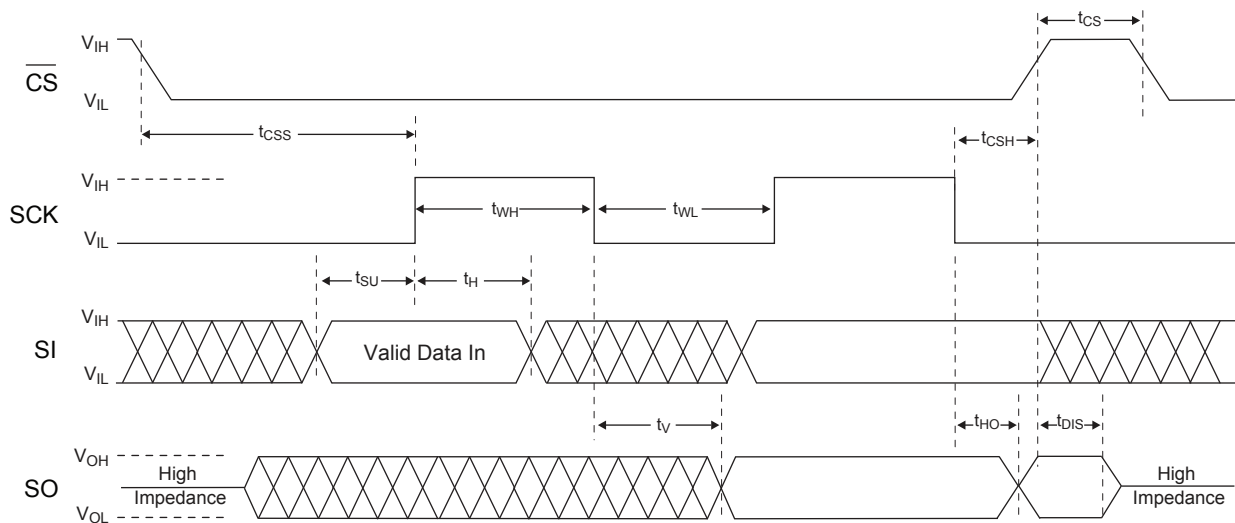 tCS
VIH
CS
VIL
tCSS
tCSH
VIH
SCK
tWH
tWL
VIL
tSU
tH
VIH
SI
Valid Data In
VIL
tV
tHO
tDIS
VOH
SO
High
Impedance
High
Impedance
VOL